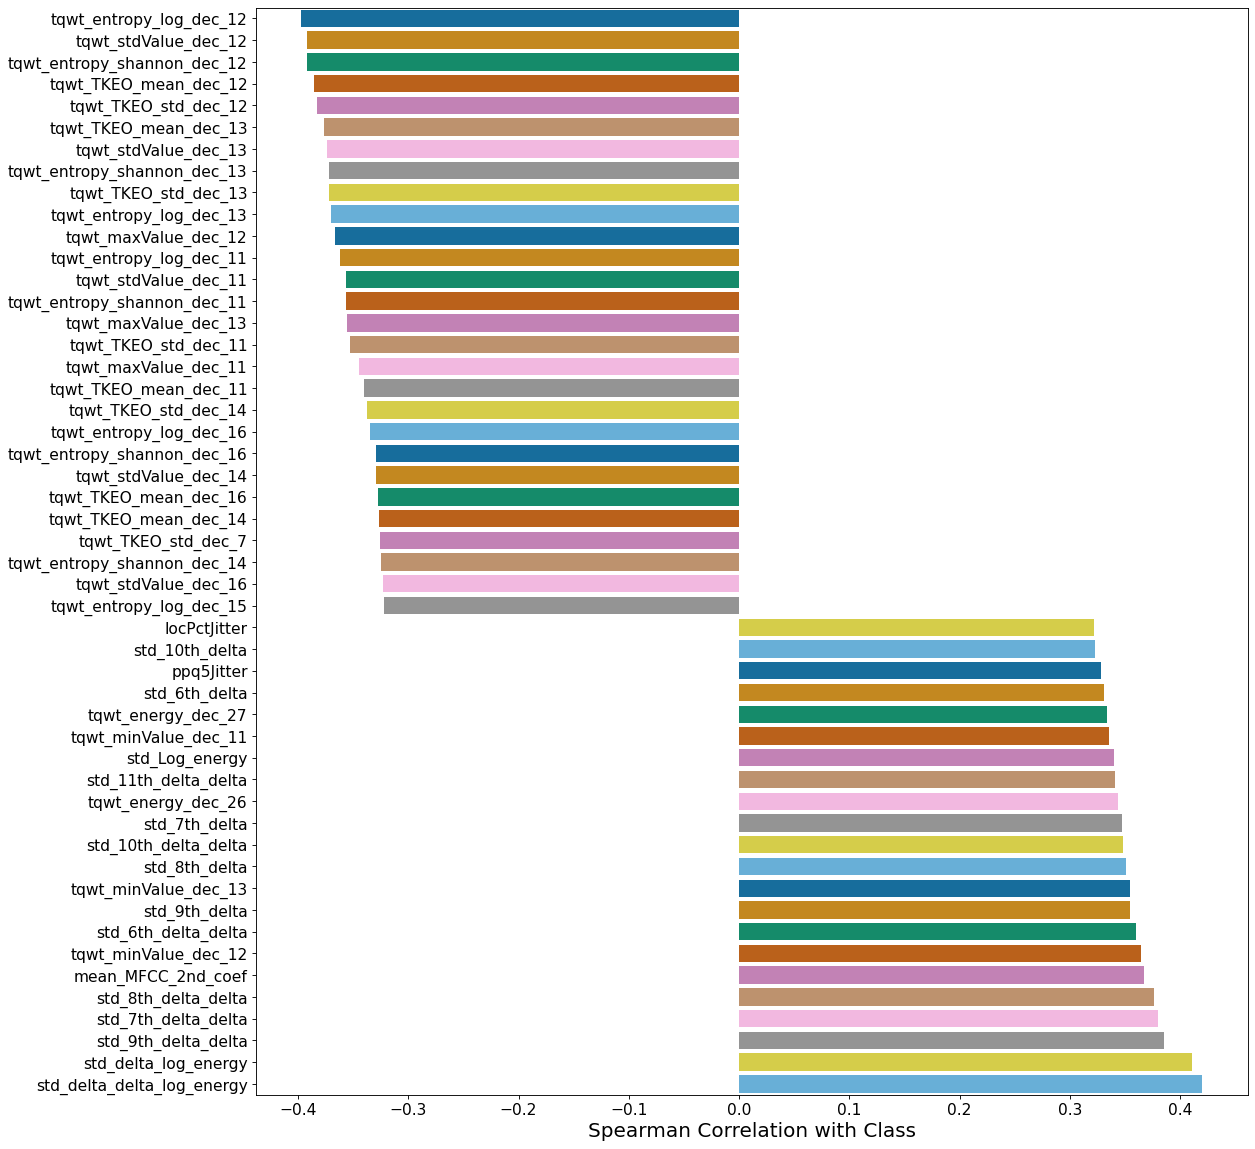 tqwt_entropy_log_dec_12
tqwt_stdValue_dec_12
tqwt_entropy_shannon_dec_12
tqwt_TKEO_mean_dec_12
tqwt_TKEO_std_dec_12
tqwt_TKEO_mean_dec_13
tqwt_stdValue_dec_13
tqwt_entropy_shannon_dec_13
tqwt_TKEO_std_dec_13
tqwt_entropy_log_dec_13
tqwt_maxValue_dec_12
tqwt_entropy_log_dec_11
tqwt_stdValue_dec_11
tqwt_entropy_shannon_dec_11
tqwt_maxValue_dec_13
tqwt_TKEO_std_dec_11
tqwt_maxValue_dec_11
tqwt_TKEO_mean_dec_11
tqwt_TKEO_std_dec_14
tqwt_entropy_log_dec_16
tqwt_entropy_shannon_dec_16
tqwt_stdValue_dec_14
tqwt_TKEO_mean_dec_16
tqwt_TKEO_mean_dec_14
tqwt_TKEO_std_dec_7
tqwt_entropy_shannon_dec_14
tqwt_stdValue_dec_16
tqwt_entropy_log_dec_15
locPctJitter
std_10th_delta
ppq5Jitter
std_6th_delta
tqwt_energy_dec_27
tqwt_minValue_dec_11
std_Log_energy
std_11th_delta_delta
tqwt_energy_dec_26
std_7th_delta
std_10th_delta_delta
std_8th_delta
tqwt_minValue_dec_13
std_9th_delta
std_6th_delta_delta
tqwt_minValue_dec_12
mean_MFCC_2nd_coef
std_8th_delta_delta
std_7th_delta_delta
std_9th_delta_delta
std_delta_log_energy
std_delta_delta_log_energy
−0.4 −0.3 −0.2 −0.1 0.0 0.1 0.2 0.3 0.4
Spearman Correlation with Class